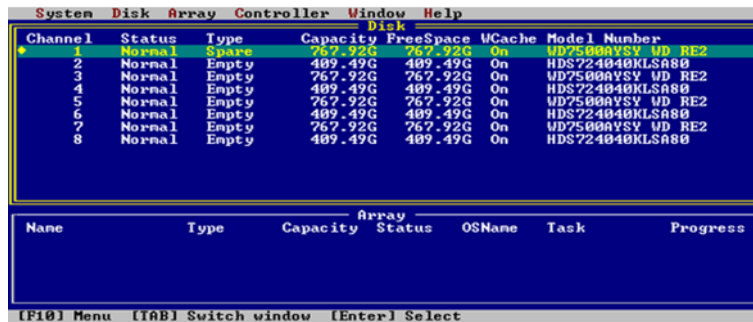 System Disk Array Controller Window Help
Disk
Channel Status Type Capacity FreeSpace WCache Model Number
1 Normal Spare 767.92G 767.92G On WD7500AYSY WD RE2
2 Normal Empty 409.49G 409.49G On HDS724040KLSA80
3 Normal Empty 767.92G 767.92G On WD7500AYSY WD RE2
4 Normal Empty 409.49G 409.49G On HDS724040KLSA80
5 Normal Empty 767.92G 767.92G On WD7500AYSY WD RE2
6 Normal Empty 409.49G 409.49G On HDS724040KLSA80
7 Normal Empty 767.92G 767.92G On WD7500AYSY WD RE2
8 Normal Empty 409.49G 409.49G On HDS724040KLSA80
Array
Name Type Capacity Status OSName Task Progress
[F10] Menu [TAB] Switch window [Enter] Select